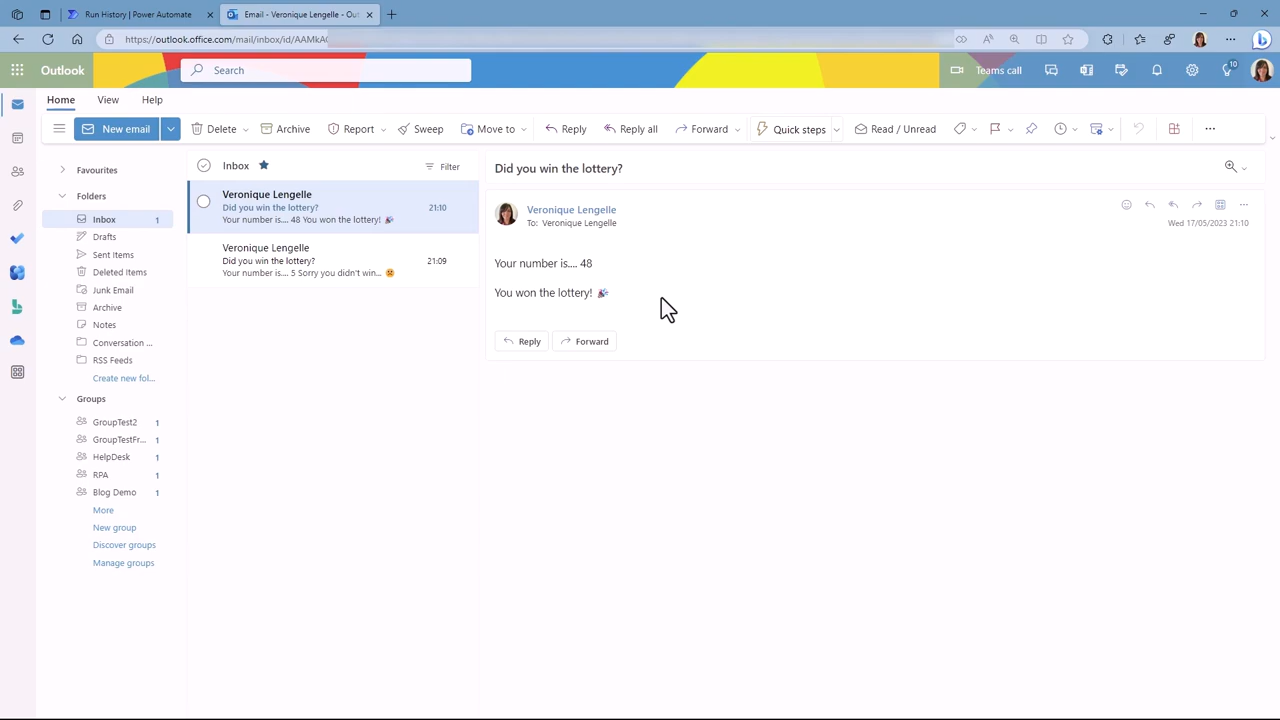 Run History | Power Automate
Email - Veronique Lengelle - Out
https://outlook.office.com/mail/inbox/id/AAMkAG
Outlook
Search
Teams call
10
Home
View
Help
New email
Delete
Archive
Report
Sweep
Move to
Reply
Reply all
Forward
Quick steps
Read / Unread
Favourites
Folders
Inbox 1
Drafts
Sent Items
Deleted Items
Junk Email
Archive
Notes
Conversation ...
RSS Feeds
Create new fol...
Groups
GroupTest2 1
GroupTestFr... 1
HelpDesk 1
RPA 1
Blog Demo 1
More
New group
Discover groups
Manage groups
Inbox
Filter
Veronique Lengelle
Did you win the lottery? 21:10
Your number is.... 48 You won the lottery! 🎉
Veronique Lengelle
Did you win the lottery? 21:09
Your number is.... 5 Sorry you didn't win... 🙁
Did you win the lottery?
Veronique Lengelle
To: Veronique Lengelle
Wed 17/05/2023 21:10
Your number is.... 48
You won the lottery! 🎉
Reply
Forward